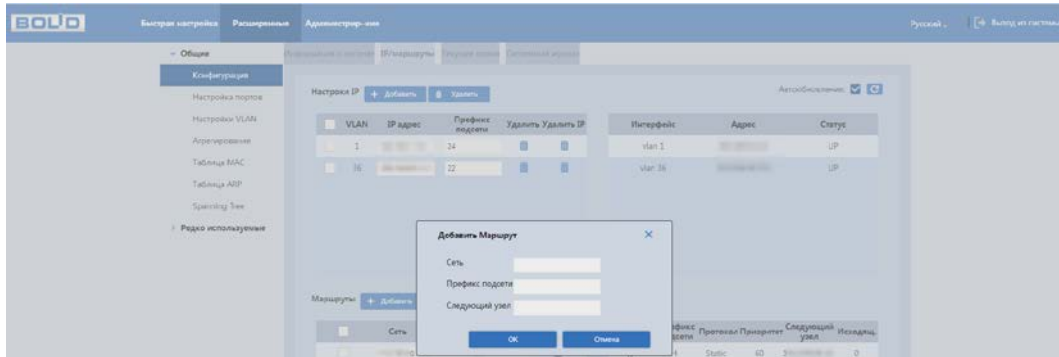 BOLID
Быстрая настройка Расширенные Администрир-ние Русский Выход из систем
Общие
IP/маршруты
Конфигурация
Настройка портов
Настройки VLAN
Агрегирование
Таблица MAC
Таблица ARP
Spanning Tree
Редко используемые
Настроки IP + Добавить Удалить Автообновление:
VLAN IP адрес Префикс подсети Удалить Удалить IP
1 24
36 22
Интерфейс Адрес Статус
vlan 1 UP
vlan 36 UP
Добавить Маршрут
Сеть
Префикс подсети
Следующий узел
OK Отмена
Маршруты + Добавить
Сеть Протокол Приоритет Следующий узел Исходящ.
Static 60 0